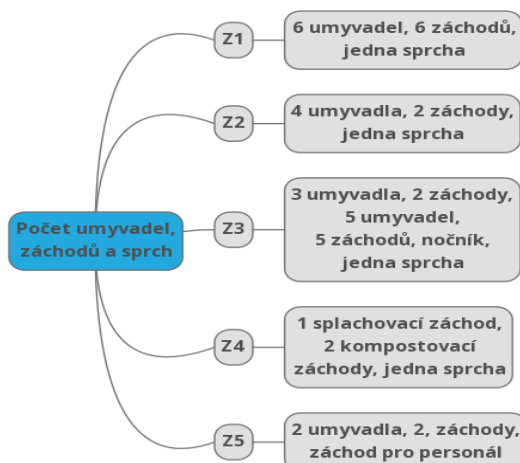 Počet umyvadel,
záchodů a sprch
Z1
6 umyvadel, 6 záchodů,
jedna sprcha
Z2
4 umyvadla, 2 záchody,
jedna sprcha
Z3
3 umyvadla, 2 záchody,
5 umyvadel,
5 záchodů, nočník,
jedna sprcha
Z4
1 splachovací záchod,
2 kompostovací
záchody, jedna sprcha
Z5
2 umyvadla, 2, záchody,
záchod pro personál